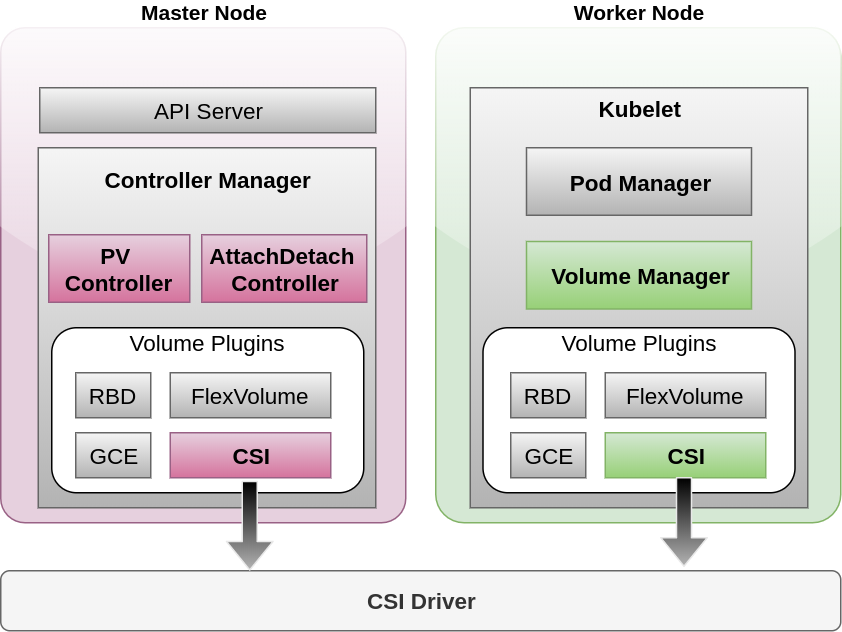 Master Node
API Server
Controller Manager
PV
Controller
AttachDetach
Controller
Volume Plugins
RBD
FlexVolume
GCE
CSI
Worker Node
Kubelet
Pod Manager
Volume Manager
Volume Plugins
RBD
FlexVolume
GCE
CSI
CSI Driver